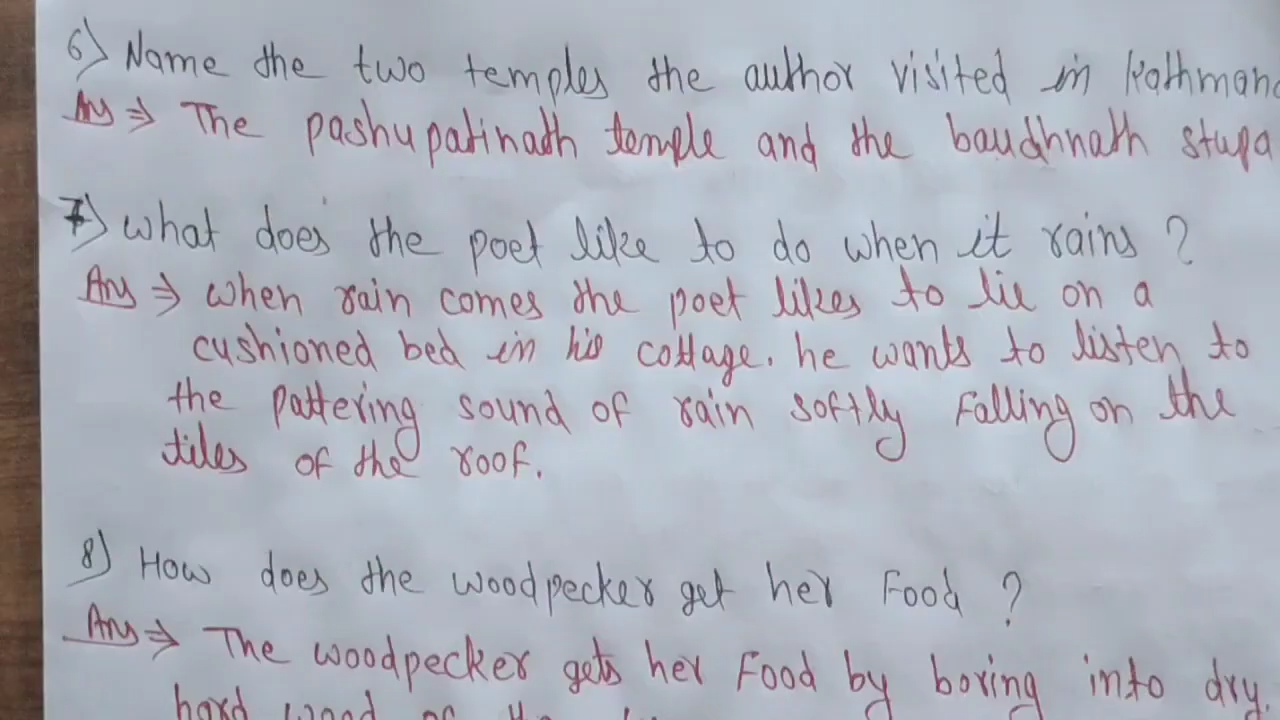 6) Name the two temples the author visited in Kathmand
Ans ⇒ The pashupatinath temple and the baudhnath stupa
7) what does the poet like to do when it rains ?
Ans ⇒ when rain comes the poet likes to lie on a
cushioned bed in his cottage. he wants to listen to
the pattering sound of rain softly falling on the
tiles of the roof.
8) How does the woodpecker get her Food ?
Ans ⇒ The woodpecker gets her Food by boring into dry,
hard wood of